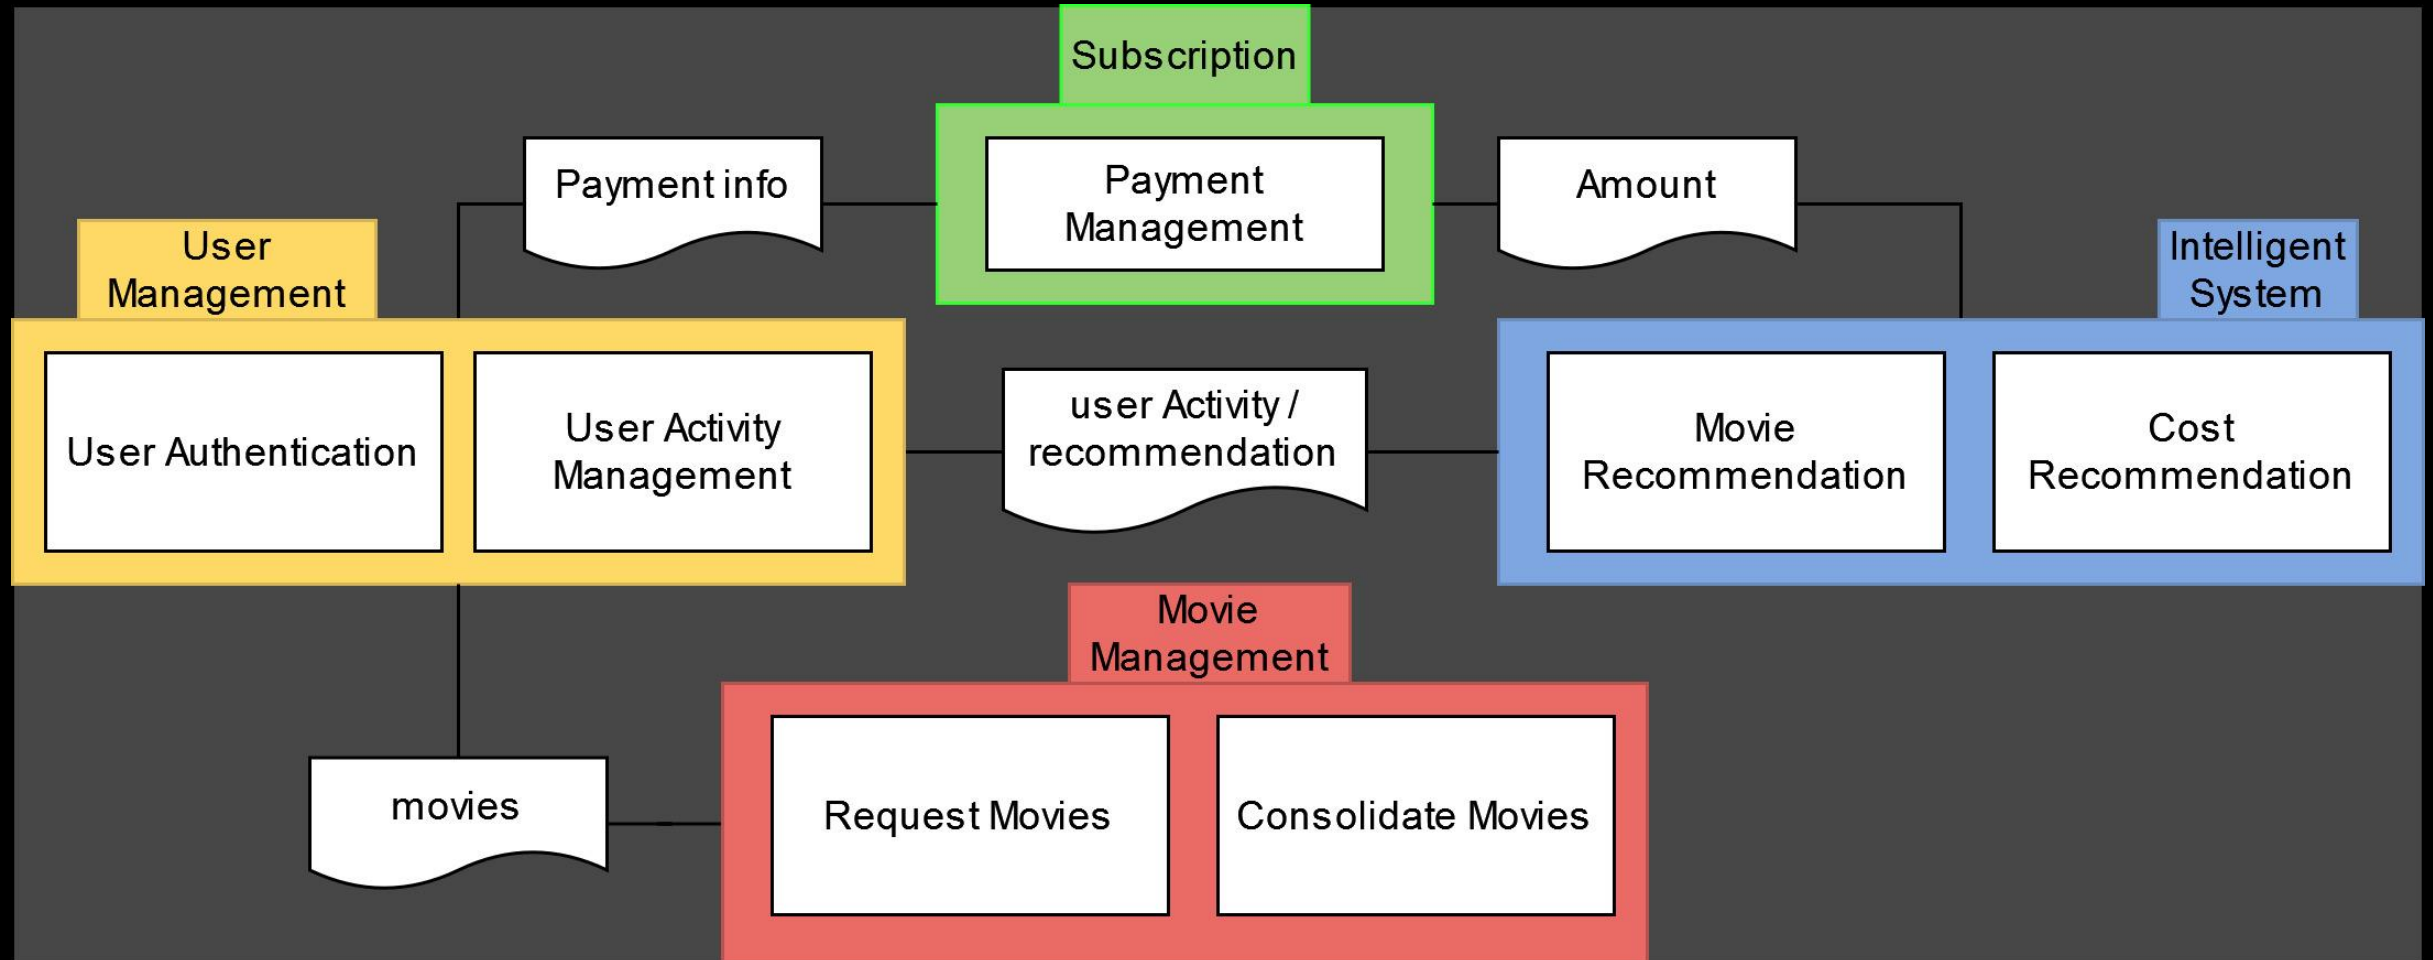 Subscription
Payment info
Payment
Management
Amount
User
Management
Intelligent
System
User Authentication
User Activity
Management
user Activity /
recommendation
Movie
Recommendation
Cost
Recommendation
Movie
Management
movies
Request Movies
Consolidate Movies